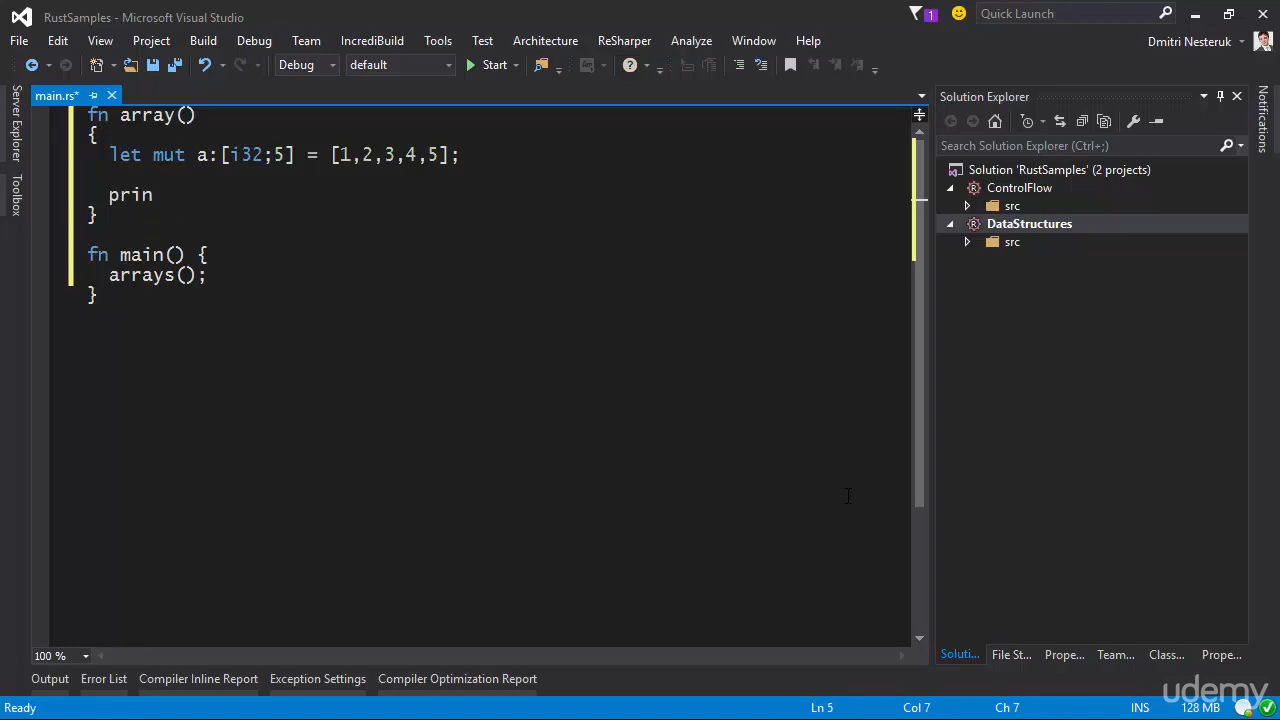 RustSamples - Microsoft Visual Studio
1
Quick Launch
File Edit View Project Build Debug Team IncrediBuild Tools Test Architecture ReSharper Analyze Window Help
Dmitri Nesteruk
Debug default Start
main.rs*
Server Explorer
Toolbox
fn array()
{
let mut a:[i32;5] = [1,2,3,4,5];
prin
}
fn main() {
arrays();
}
100 %
Solution Explorer
Search Solution Explorer (Ctrl+;)
Solution 'RustSamples' (2 projects)
ControlFlow
src
DataStructures
src
Notifications
Soluti... File St... Prope... Team... Class... Prope...
Output Error List Compiler Inline Report Exception Settings Compiler Optimization Report
Ready Ln 5 Col 7 Ch 7 INS 128 MB
udemy